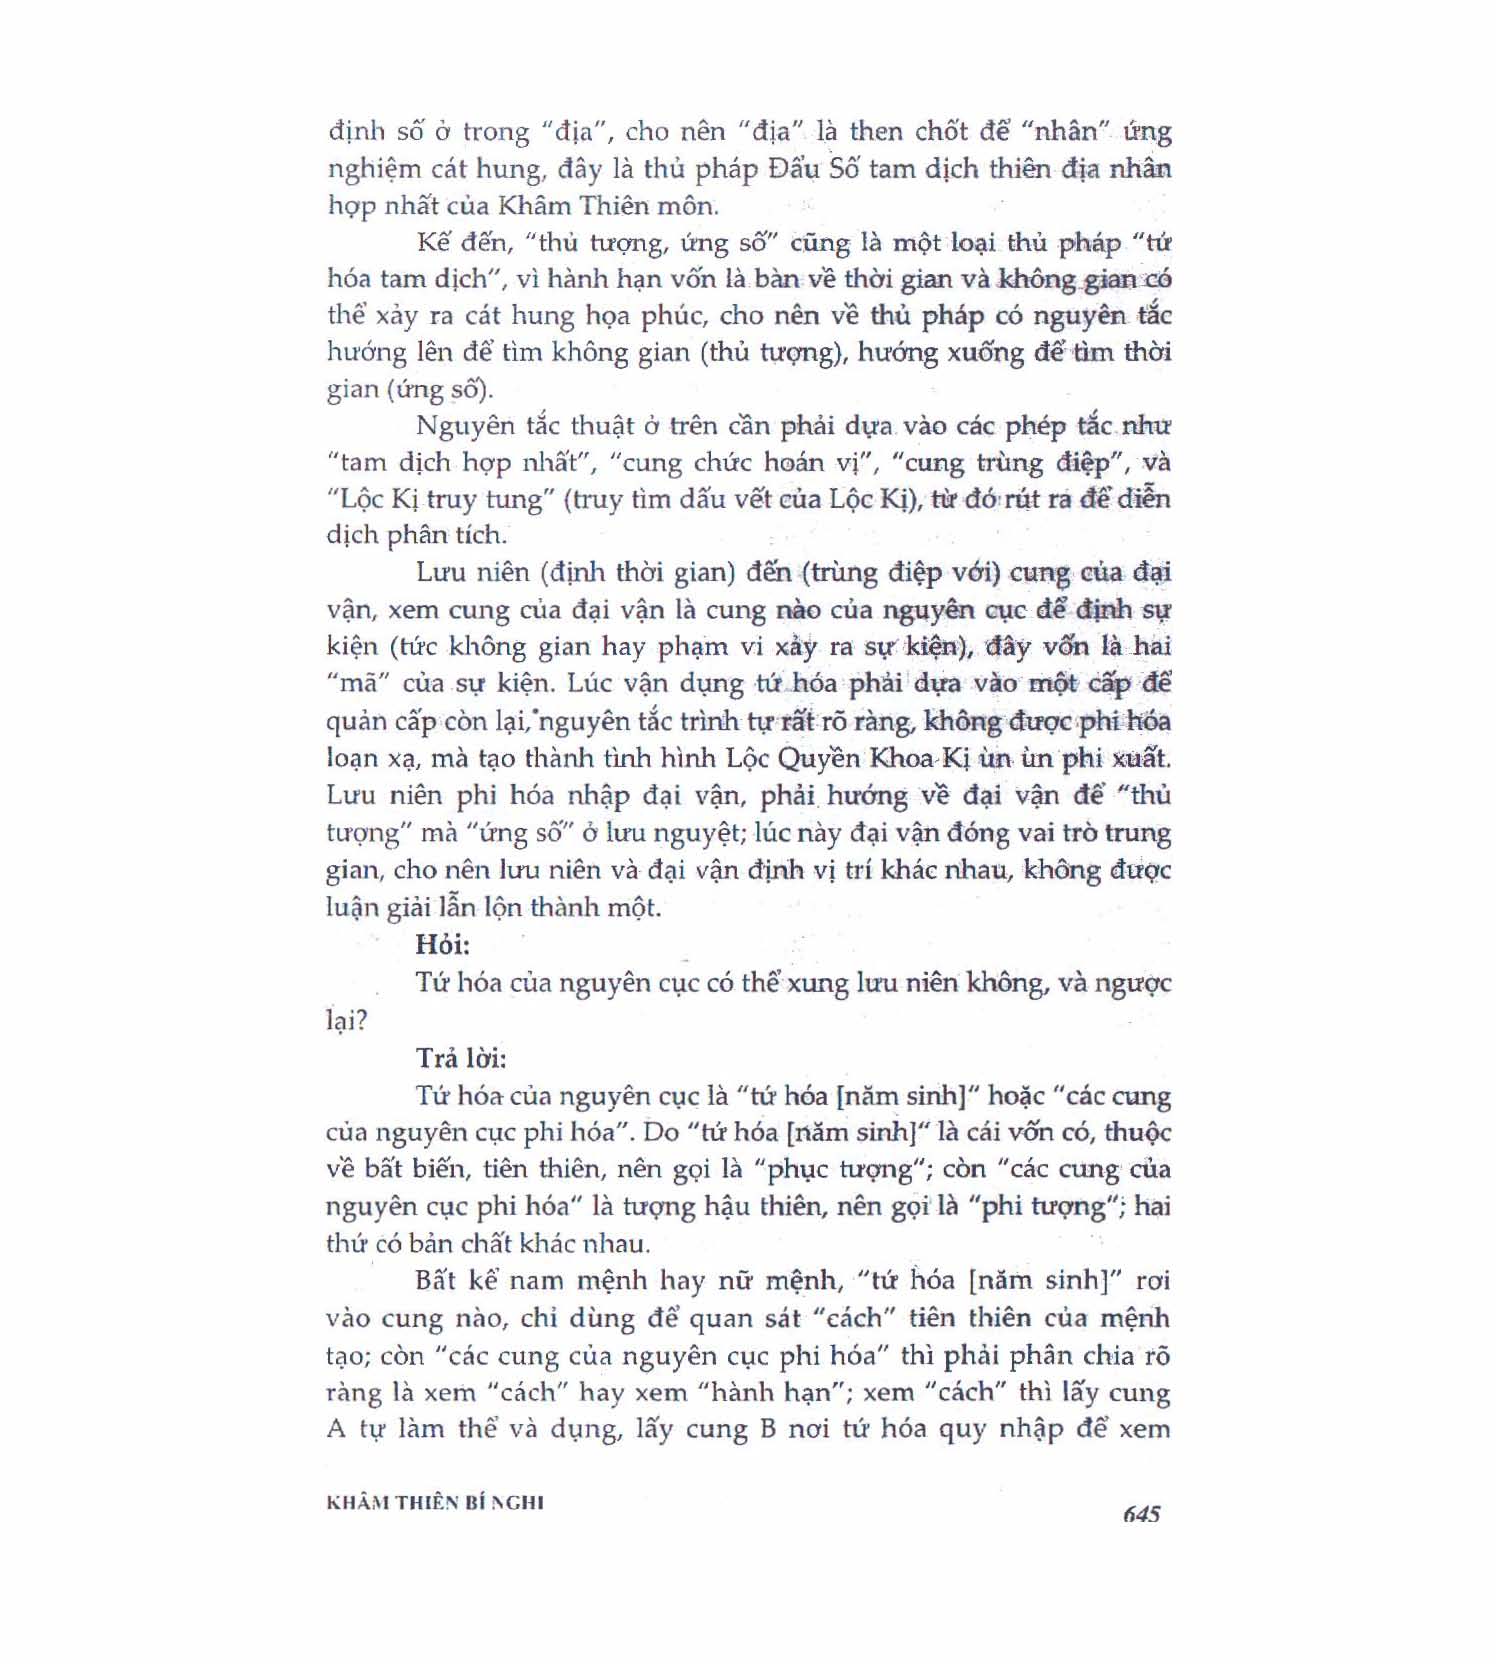 định số ở trong "địa", cho nên "địa" là then chốt để "nhân" ứng
nghiệm cát hung, đây là thủ pháp Đẩu Số tam dịch thiên địa nhân
hợp nhất của Khâm Thiên môn.
Kế đến, "thủ tượng, ứng số" cũng là một loại thủ pháp "tứ
hóa tam dịch", vì hành hạn vốn là bàn về thời gian và không gian có
thể xảy ra cát hung họa phúc, cho nên về thủ pháp có nguyên tắc
hướng lên để tìm không gian (thủ tượng), hướng xuống để tìm thời
gian (ứng số).
Nguyên tắc thuật ở trên cần phải dựa vào các phép tắc như
"tam dịch hợp nhất", "cung chức hoán vị", "cung trùng điệp", và
"Lộc Kị truy tung" (truy tìm dấu vết của Lộc Kị), từ đó rút ra để diễn
dịch phân tích.
Lưu niên (định thời gian) đến (trùng điệp với) cung của đại
vận, xem cung của đại vận là cung nào của nguyên cục để định sự
kiện (tức không gian hay phạm vi xảy ra sự kiện), đây vốn là hai
"mã" của sự kiện. Lúc vận dụng tứ hóa phải dựa vào một cấp để
quản cấp còn lại, nguyên tắc trình tự rất rõ ràng, không được phi hóa
loạn xạ, mà tạo thành tình hình Lộc Quyền Khoa Kị ùn ùn phi xuất.
Lưu niên phi hóa nhập đại vận, phải hướng về đại vận để "thủ
tượng" mà "ứng số" ở lưu nguyệt; lúc này đại vận đóng vai trò trung
gian, cho nên lưu niên và đại vận định vị trí khác nhau, không được
luận giải lẫn lộn thành một.
Hỏi:
Tứ hóa của nguyên cục có thể xung lưu niên không, và ngược
lại?
Trả lời:
Tứ hóa của nguyên cục là "tứ hóa [năm sinh]" hoặc "các cung
của nguyên cục phi hóa". Do "tứ hóa [năm sinh]" là cái vốn có, thuộc
về bất biến, tiên thiên, nên gọi là "phục tượng"; còn "các cung của
nguyên cục phi hóa" là tượng hậu thiên, nên gọi là "phi tượng"; hai
thứ có bản chất khác nhau.
Bất kể nam mệnh hay nữ mệnh, "tứ hóa [năm sinh]" rơi
vào cung nào, chỉ dùng để quan sát "cách" tiên thiên của mệnh
tạo; còn "các cung của nguyên cục phi hóa" thì phải phân chia rõ
ràng là xem "cách" hay xem "hành hạn"; xem "cách" thì lấy cung
A tự làm thể và dụng, lấy cung B nơi tứ hóa quy nhập để xem
KHÂM THIÊN BÍ NGHI
645